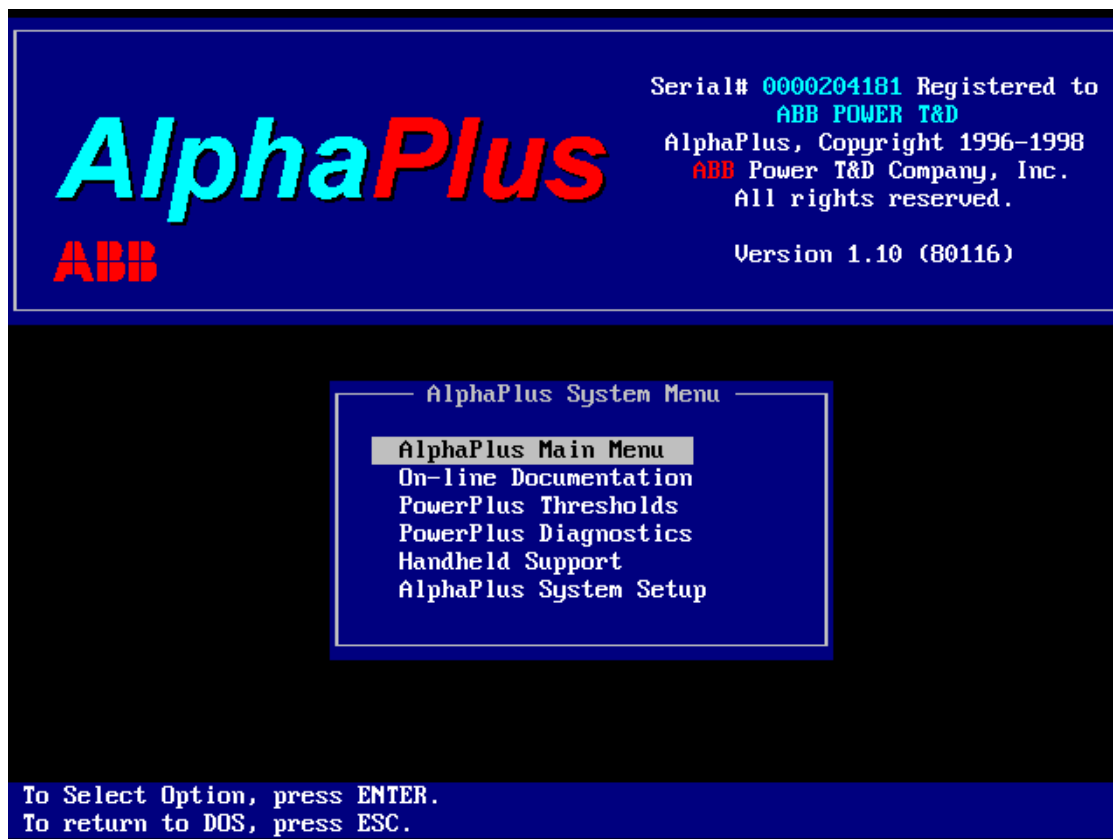 AlphaPlus
ABB
Serial# 0000204181 Registered to
ABB POWER T&D
AlphaPlus, Copyright 1996-1998
ABB Power T&D Company, Inc.
All rights reserved.
Version 1.10 (80116)
AlphaPlus System Menu
AlphaPlus Main Menu
On-line Documentation
PowerPlus Thresholds
PowerPlus Diagnostics
Handheld Support
AlphaPlus System Setup
To Select Option, press ENTER.
To return to DOS, press ESC.